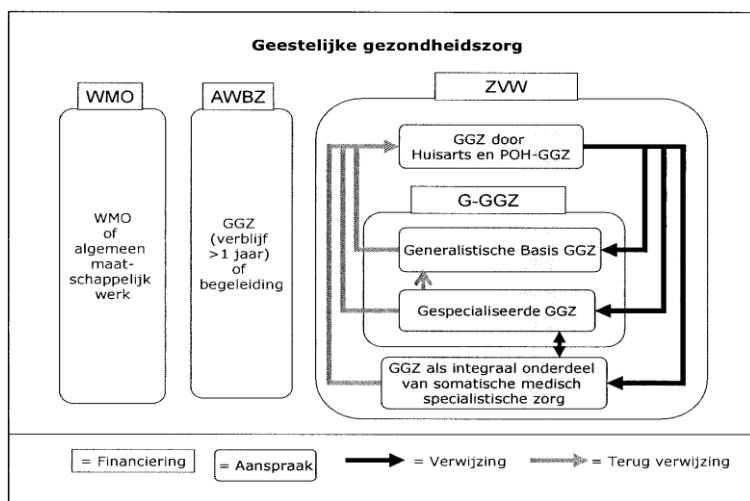 Geestelijke gezondheidszorg
WMO
WMO
of
algemeen
maat-
schappelijk
werk
AWBZ
GGZ
(verblijf
>1 jaar)
of
begeleiding
ZVW
GGZ door
Huisarts en POH-GGZ
G-GGZ
Generalistische Basis GGZ
Gespecialiseerde GGZ
GGZ als integraal onderdeel
van somatische medisch
specialistische zorg
= Financiering
= Aanspraak
= Verwijzing
= Terug verwijzing